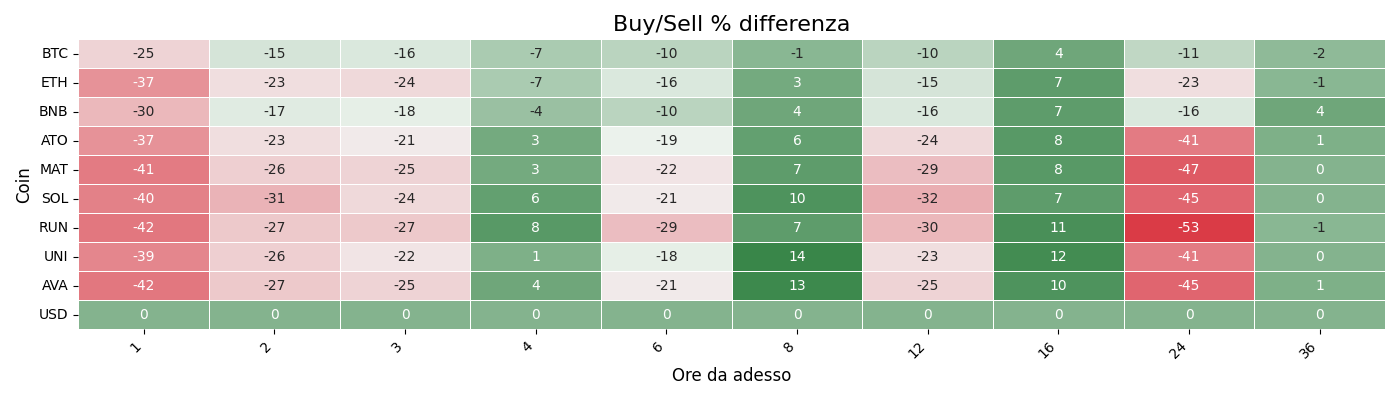 Buy/Sell % differenza
Coin
BTC -25 -15 -16 -7 -10 -1 -10 4 -11 -2
ETH -37 -23 -24 -7 -16 3 -15 7 -23 -1
BNB -30 -17 -18 -4 -10 4 -16 7 -16 4
ATO -37 -23 -21 3 -19 6 -24 8 -41 1
MAT -41 -26 -25 3 -22 7 -29 8 -47 0
SOL -40 -31 -24 6 -21 10 -32 7 -45 0
RUN -42 -27 -27 8 -29 7 -30 11 -53 -1
UNI -39 -26 -22 1 -18 14 -23 12 -41 0
AVA -42 -27 -25 4 -21 13 -25 10 -45 1
USD 0 0 0 0 0 0 0 0 0 0
1 2 3 4 6 8 12 16 24 36
Ore da adesso